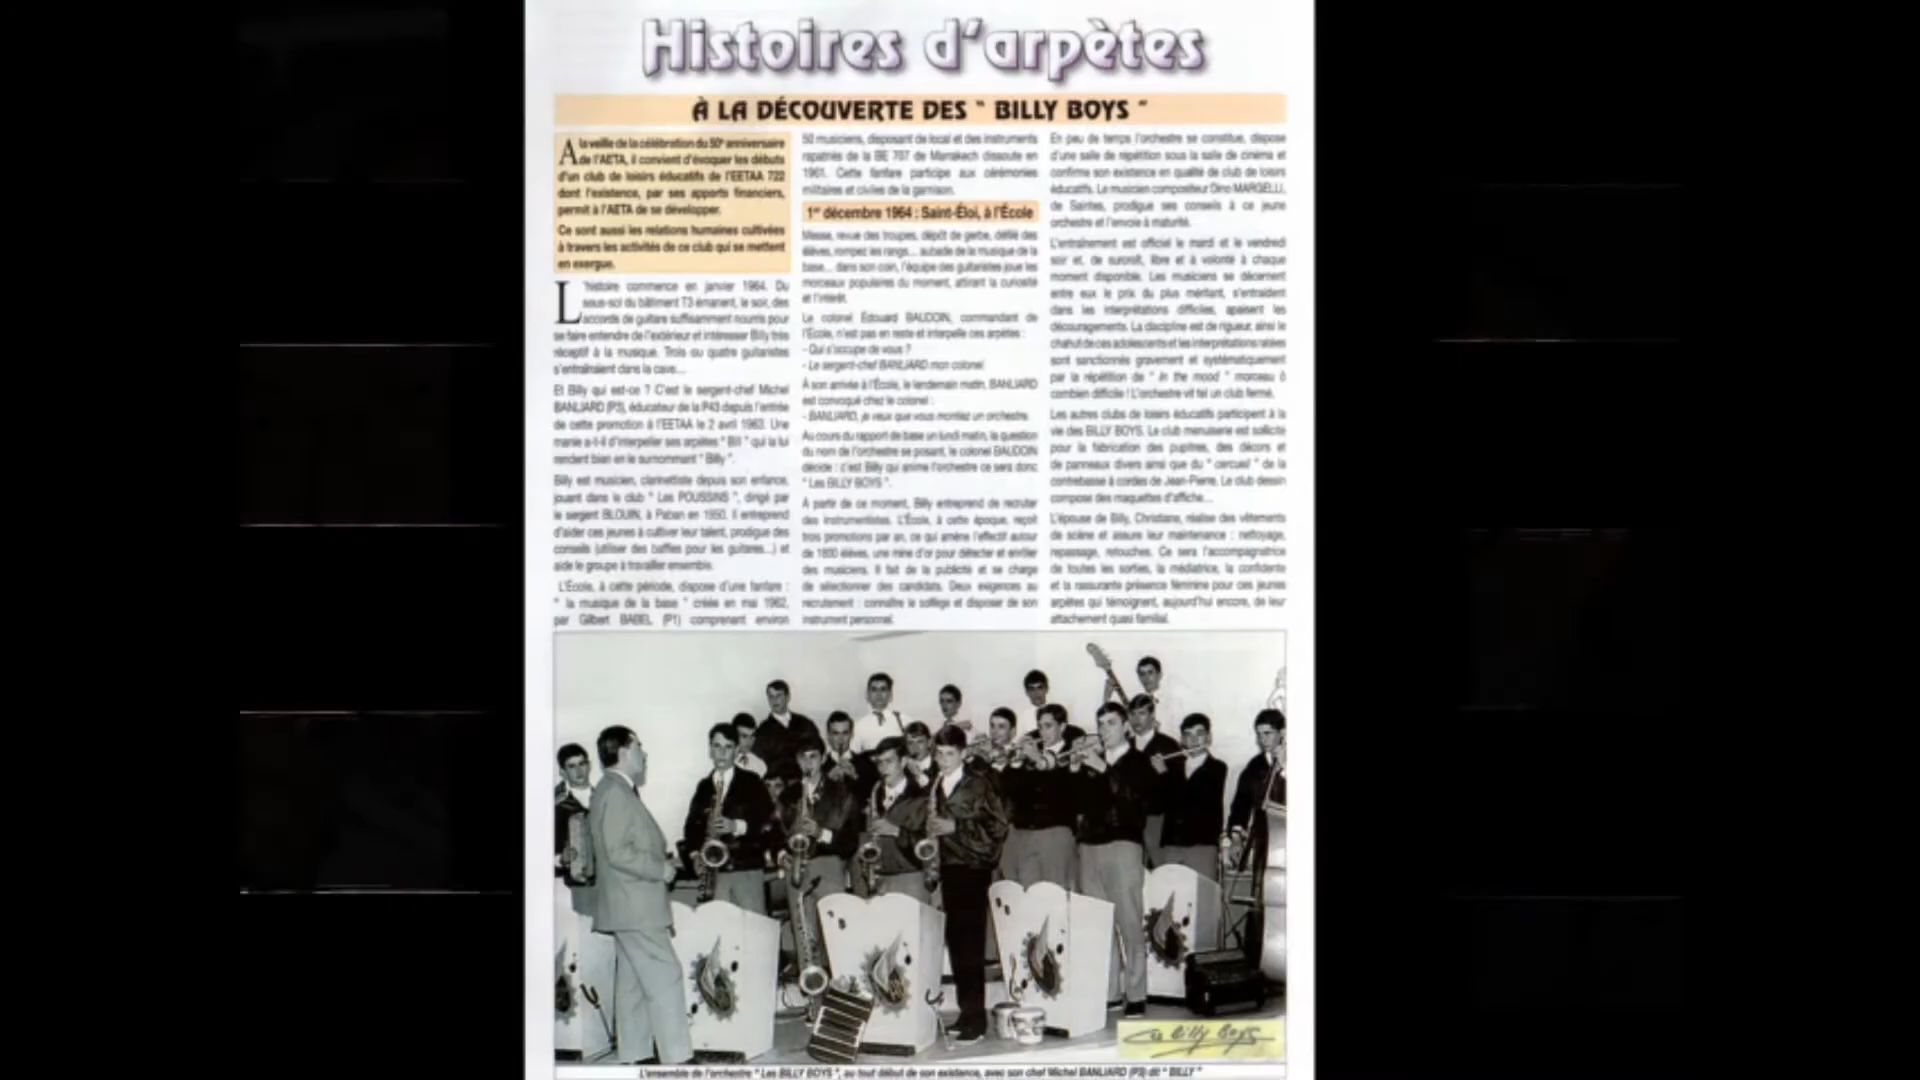 Histoires d'arpètes
À LA DÉCOUVERTE DES " BILLY BOYS "
A la veille de la célébration du 50e anniversaire
de l'AETA, il convient d'évoquer les débuts
d'un club de loisirs éducatifs de l'EETAA 722
dont l'existence, par ses apports financiers,
permit à l'AETA de se développer.
Ce sont aussi les relations humaines cultivées
à travers les activités de ce club qui se mettent
en exergue.
L'histoire commence en janvier 1964. Du
sous-sol du bâtiment T3 émanent, le soir, des
accords de guitare suffisamment nourris pour
se faire entendre de l'extérieur et intéresser Billy très
réceptif à la musique. Trois ou quatre guitaristes
s'entraînaient dans la cave...
Et Billy qui est-ce ? C'est le sergent-chef Michel
BANLIARD (P3), éducateur de la P43 depuis l'entrée
de cette promotion à l'EETAA le 2 avril 1963. Une
manie a-t-il d'interpeller ses arpètes " Bill " qui la lui
rendent bien en le surnommant " Billy ".
Billy est musicien, clarinettiste depuis son enfance,
jouant dans le club " Les POUSSINS ", dirigé par
le sergent BLOUIN, à Paban en 1950. Il entreprend
d'aider ces jeunes à cultiver leur talent, prodigue des
conseils (utiliser des baffles pour les guitares...) et
aide le groupe à travailler ensemble.
L'École, à cette période, dispose d'une fanfare :
" la musique de la base " créée en mai 1962,
par Gilbert BABEL (P1) comprenant environ
50 musiciens, disposant de local et des instruments
rapatriés de la BE 707 de Marrakech dissoute en
1961. Cette fanfare participe aux cérémonies
militaires et civiles de la garnison.
1er décembre 1964 : Saint-Éloi, à l'École
Messe, revue des troupes, dépôt de gerbe, défilé des
élèves, rompez les rangs... aubade de la musique de la
base... dans son coin, l'équipe des guitaristes joue les
morceaux populaires du moment, attirant la curiosité
et l'intérêt.
Le colonel Édouard BAUDOIN, commandant de
l'École, n'est pas en reste et interpelle ces arpètes :
- Qui s'occupe de vous ?
- Le sergent-chef BANLIARD mon colonel.
À son arrivée à l'École, le lendemain matin, BANLIARD
est convoqué chez le colonel :
- BANLIARD, je veux que vous montiez un orchestre.
Au cours du rapport de base un lundi matin, la question
du nom de l'orchestre se posant, le colonel BAUDOIN
décide : c'est Billy qui anime l'orchestre ce sera donc
" Les BILLY BOYS ".
À partir de ce moment, Billy entreprend de recruter
des instrumentistes. L'École, à cette époque, reçoit
trois promotions par an, ce qui amène l'effectif autour
de 1800 élèves, une mine d'or pour détecter et enrôler
des musiciens. Il fait de la publicité et se charge
de sélectionner des candidats. Deux exigences au
recrutement : connaître le solfège et disposer de son
instrument personnel.
En peu de temps l'orchestre se constitue, dispose
d'une salle de répétition sous la salle de cinéma et
confirme son existence en qualité de club de loisirs
éducatifs. Le musicien compositeur Dino MARGELLI,
de Saintes, prodigue ses conseils à ce jeune
orchestre et l'envoie à maturité.
L'entraînement est officiel le mardi et le vendredi
soir et, de surcroît, libre et à volonté à chaque
moment disponible. Les musiciens se décernent
entre eux le prix du plus méritant, s'entraident
dans les interprétations difficiles, apaisent les
découragements. La discipline est de rigueur, ainsi le
chahut de ces adolescents et les interprétations ratées
sont sanctionnés gravement et systématiquement
par la répétition de " In the mood " morceau ô
combien difficile ! L'orchestre vit tel un club fermé.
Les autres clubs de loisirs éducatifs participent à la
vie des BILLY BOYS. Le club menuiserie est sollicité
pour la fabrication des pupitres, des décors et
de panneaux divers ainsi que du " cercueil " de la
contrebasse à cordes de Jean-Pierre. Le club dessin
compose des maquettes d'affiche...
L'épouse de Billy, Christiane, réalise des vêtements
de scène et assure leur maintenance : nettoyage,
repassage, retouches. Ce sera l'accompagnatrice
de toutes les sorties, la médiatrice, la confidente
et la rassurante présence féminine pour ces jeunes
arpètes qui témoignent, aujourd'hui encore, de leur
attachement quasi familial.
Les Billy Boys
L'ensemble de l'orchestre " Les BILLY BOYS ", au tout début de son existence, avec son chef Michel BANLIARD (P3) dit " BILLY "